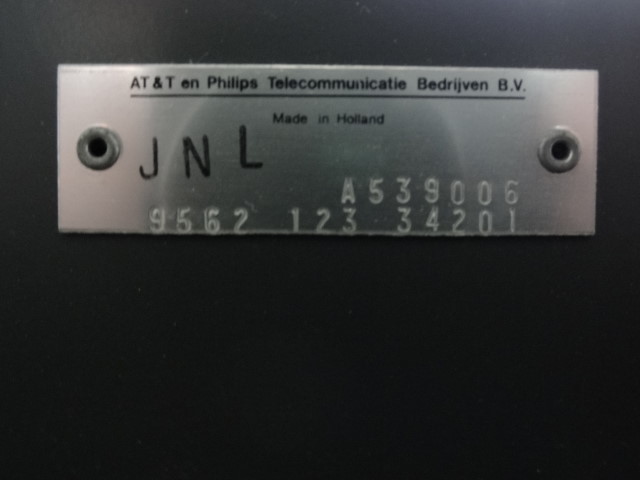 AT&T en Philips Telecommunicatie Bedrijven B.V.
Made in Holland
JNL
A539006
9562 123 34201